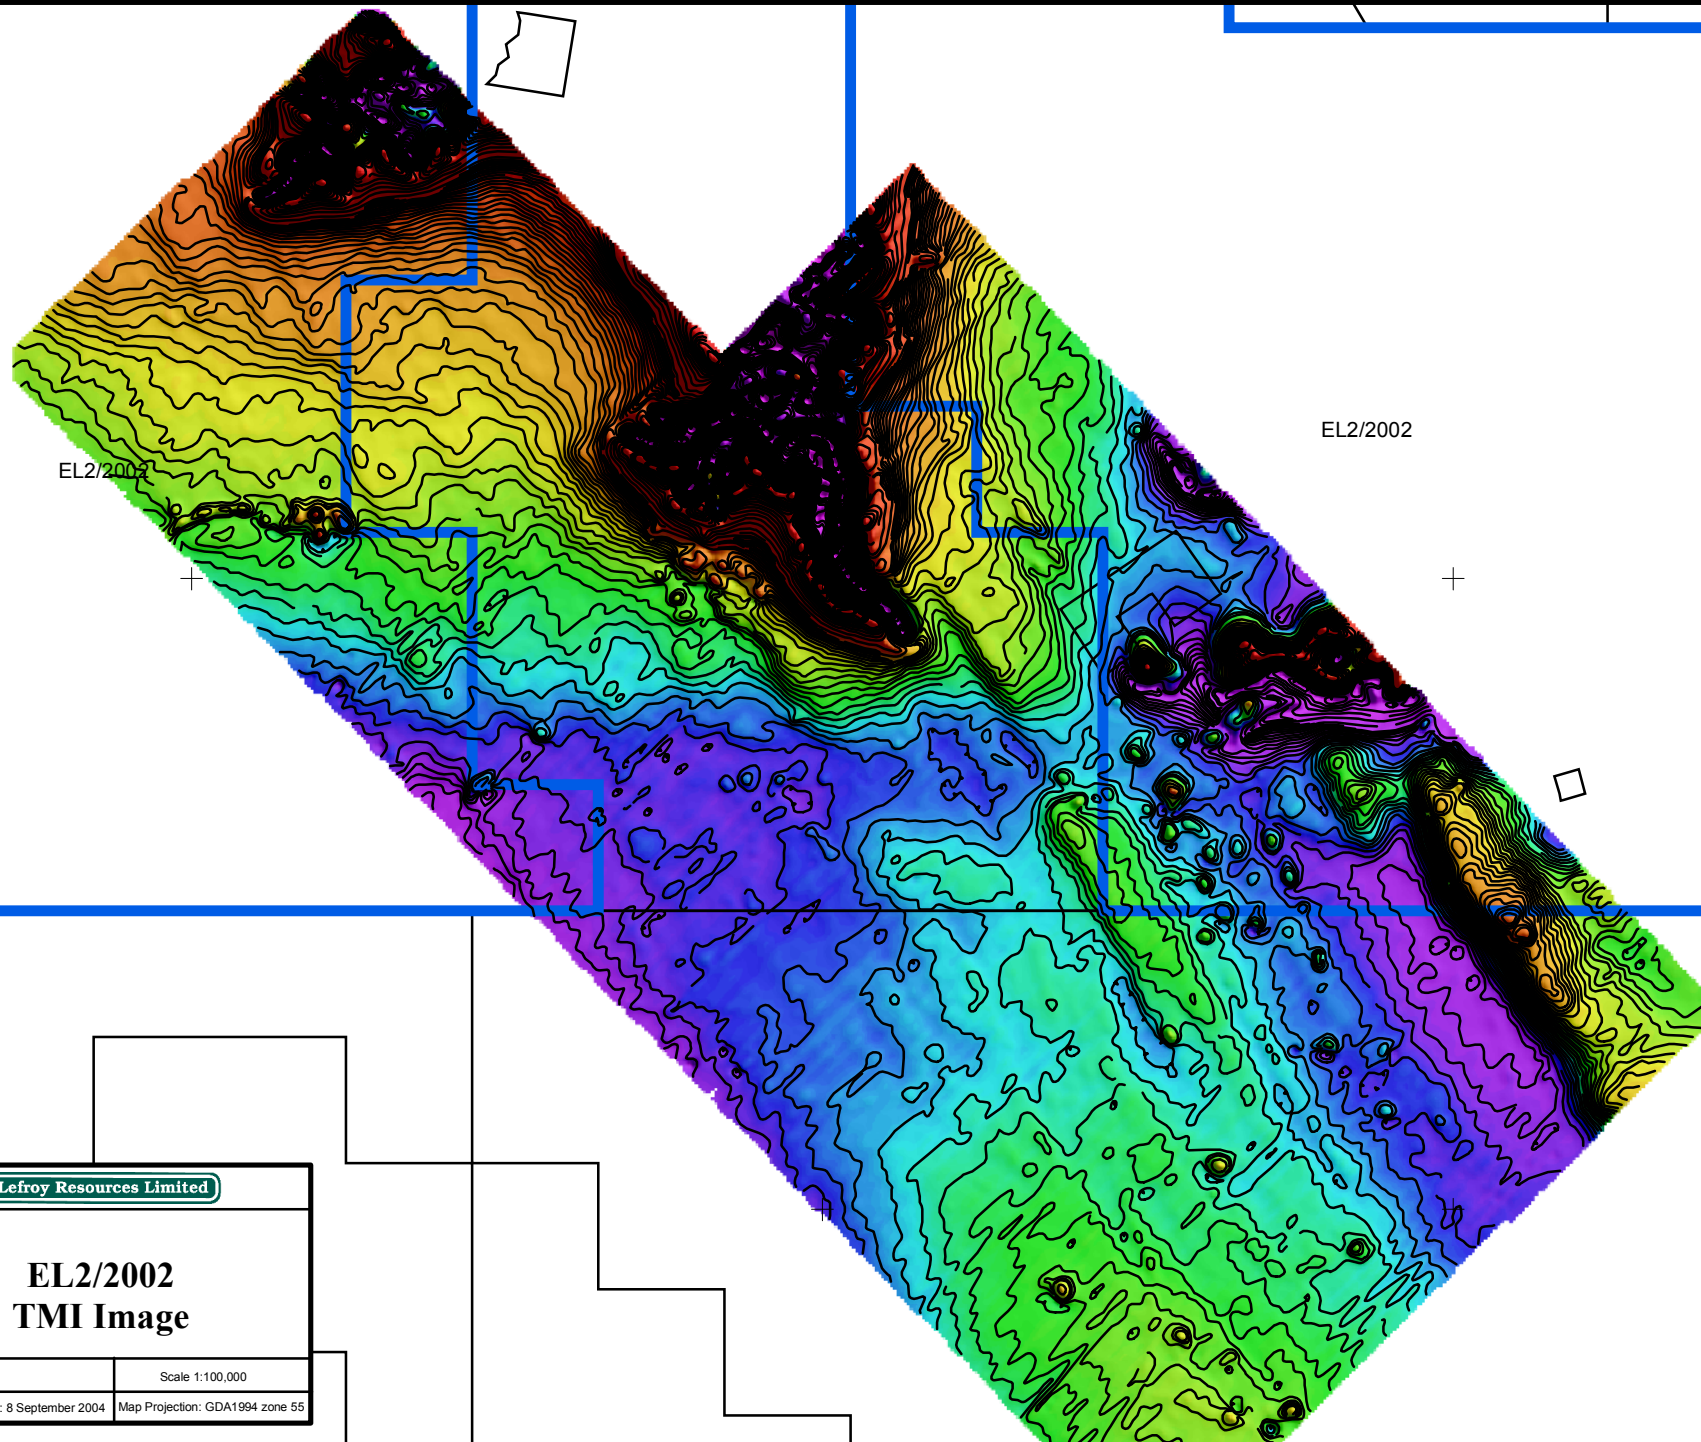 EL2/2002
EL2/2002
Lefroy Resources Limited
EL2/2002
TMI Image
Scale 1:100,000
: 8 September 2004
Map Projection: GDA1994 zone 55